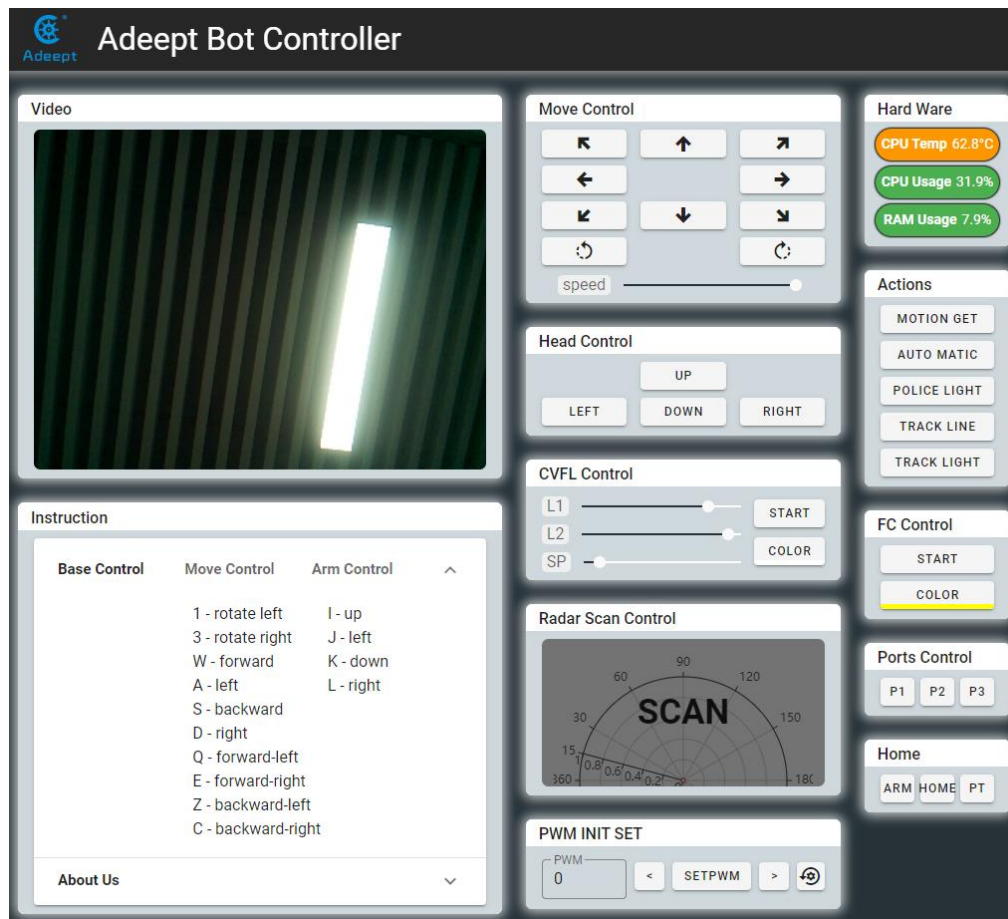 Adeept
Adeept Bot Controller
Video
Instruction
Base Control
Move Control
Arm Control
1 - rotate left
3 - rotate right
W - forward
A - left
S - backward
D - right
Q - forward-left
E - forward-right
Z - backward-left
C - backward-right
I - up
J - left
K - down
L - right
About Us
Move Control
speed
Head Control
UP
LEFT
DOWN
RIGHT
CVFL Control
L1
L2
SP
START
COLOR
Radar Scan Control
90
60
120
30
SCAN
150
15
1
0.8
0.6
0.4
0.2
0
360
180
PWM INIT SET
PWM
0
<
SETPWM
>
Hard Ware
CPU Temp 62.8°C
CPU Usage 31.9%
RAM Usage 7.9%
Actions
MOTION GET
AUTO MATIC
POLICE LIGHT
TRACK LINE
TRACK LIGHT
FC Control
START
COLOR
Ports Control
P1
P2
P3
Home
ARM
HOME
PT